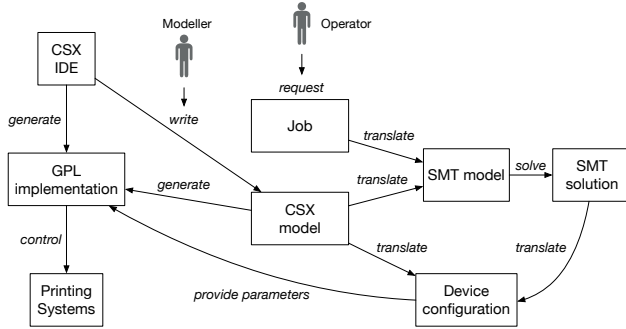 Modeller
Operator
CSX
IDE
request
generate
write
Job
translate
GPL
implementation
generate
translate
SMT model
solve
SMT
solution
CSX
model
control
translate
translate
Printing
Systems
provide parameters
Device
configuration